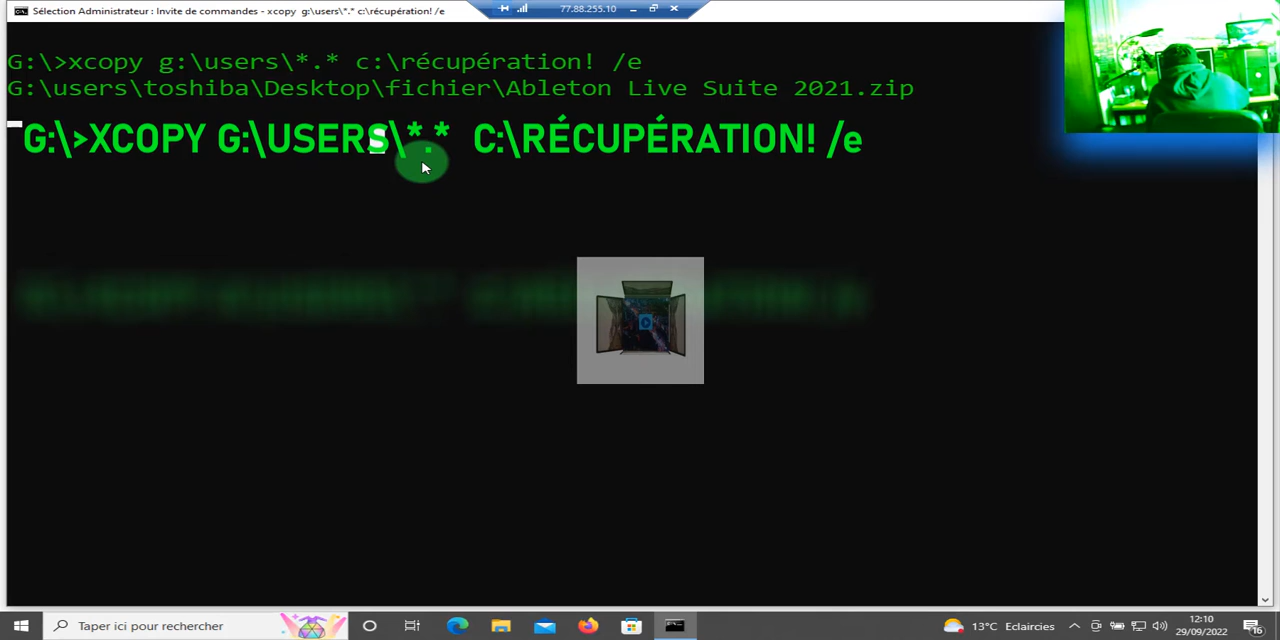 Sélection Administrateur : Invite de commandes - xcopy g:\users\*.* c:\récupération! /e
77.88.255.10
G:\>xcopy g:\users\*.* c:\récupération! /e
G:\users\toshiba\Desktop\fichier\Ableton Live Suite 2021.zip
G:\>XCOPY G:\USERS\*.* C:\RÉCUPÉRATION! /e
Taper ici pour rechercher
13°C Eclaircies
12:10
29/09/2022
16